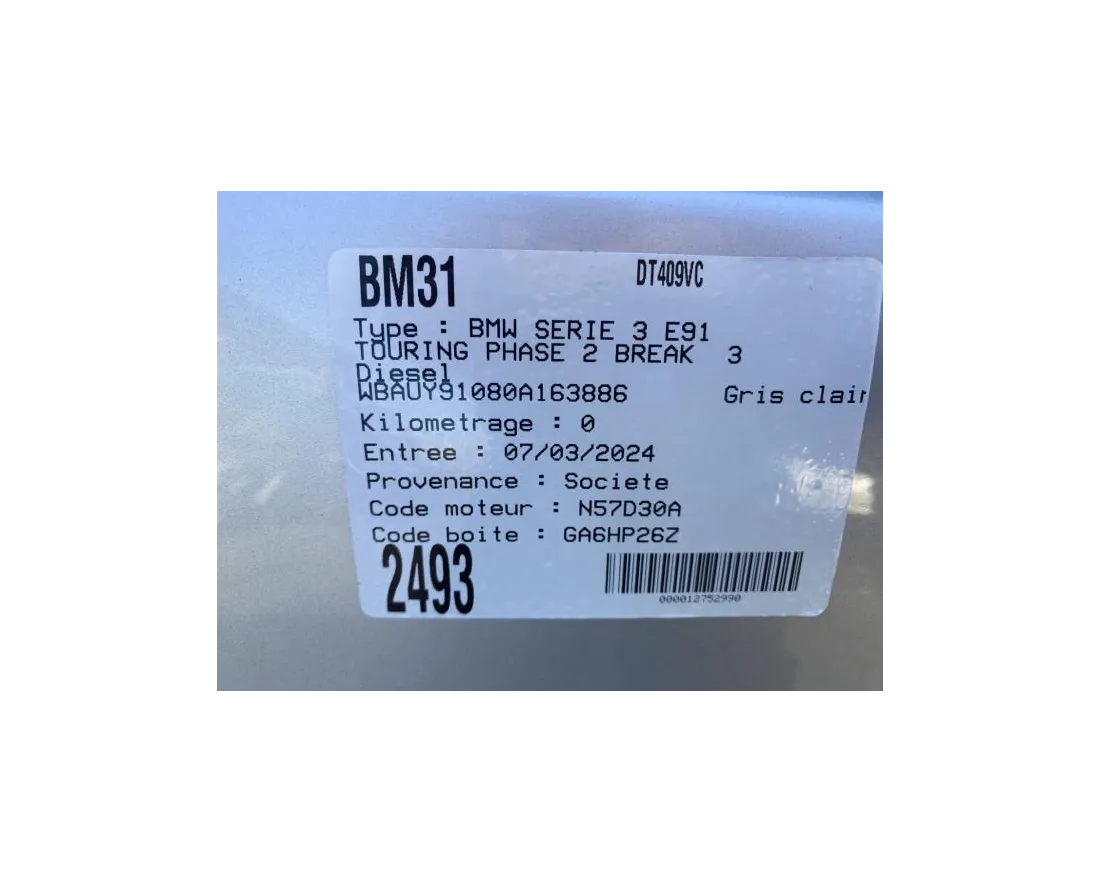 BM31 DT409VC
Type : BMW SERIE 3 E91
TOURING PHASE 2 BREAK 3
Diesel
WBAUY91080A163886 Gris clair
Kilometrage : 0
Entree : 07/03/2024
Provenance : Societe
Code moteur : N57D30A
Code boite : GA6HP26Z
2493
000012752990